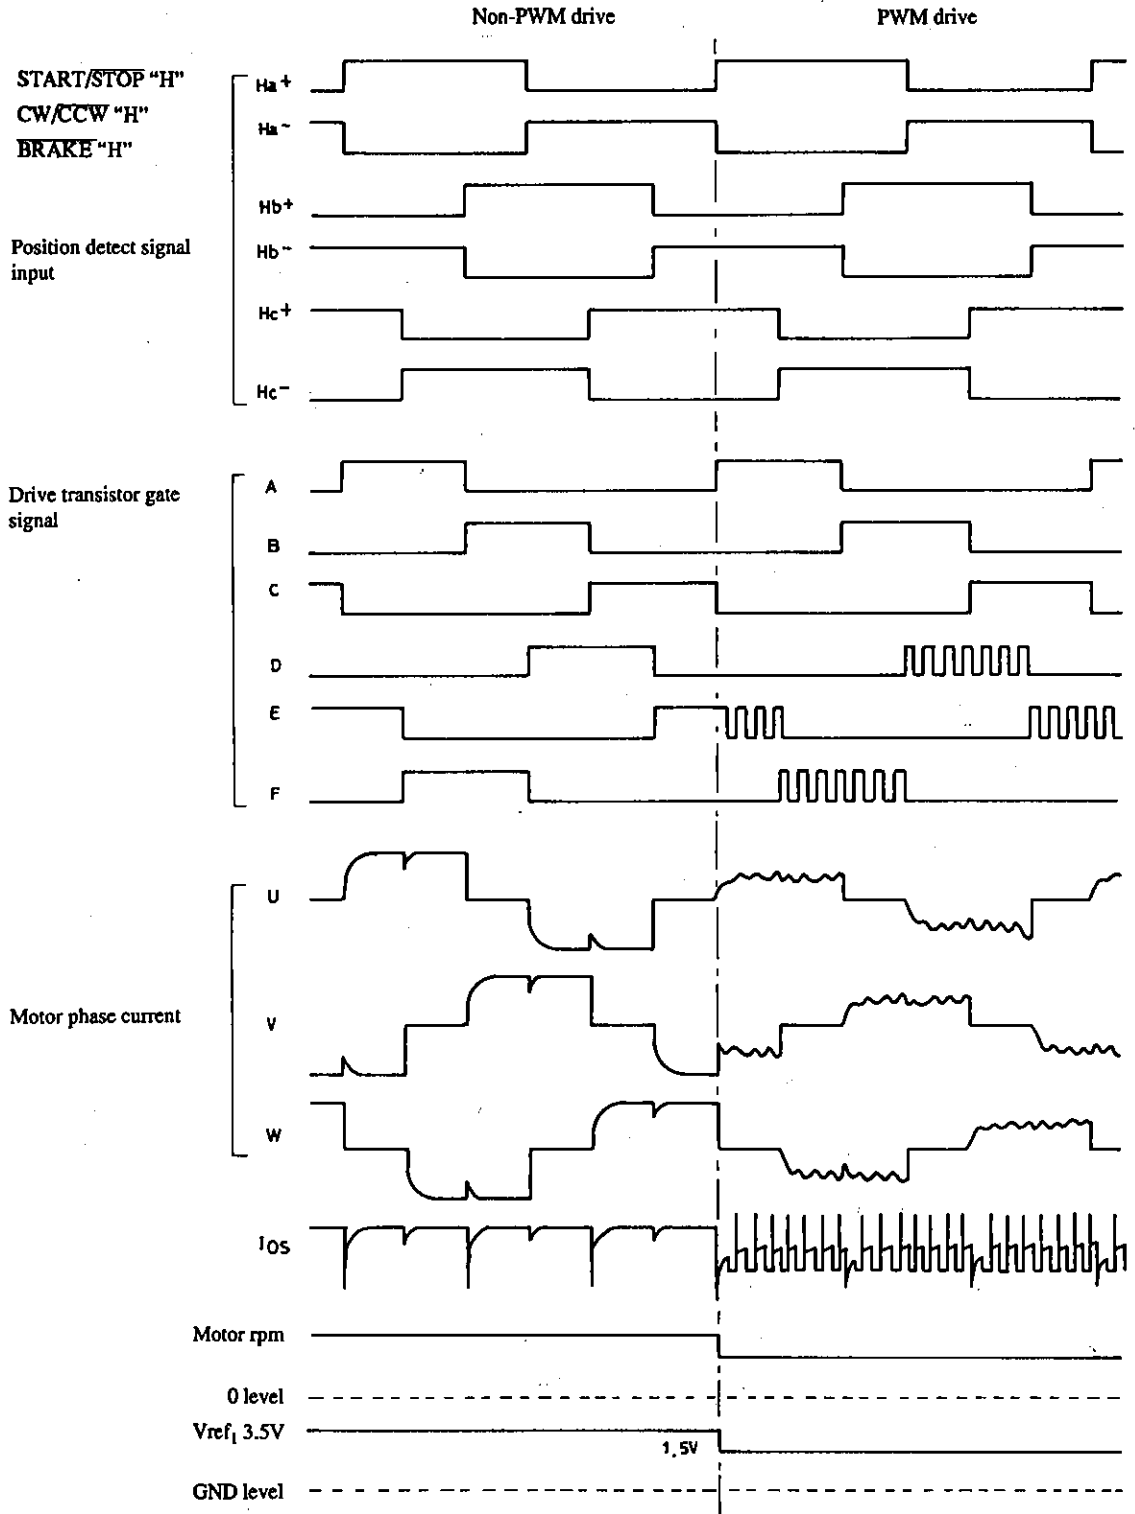 Non-PWM drive
PWM drive
START/STOP "H"
CW/CCW "H"
BRAKE "H"
Ha+
Ha-
Hb+
Position detect signal
input
Hb-
Hc+
Hc-
Drive transistor gate
signal
A
B
C
D
E
F
U
Motor phase current
V
W
IOS
Motor rpm
0 level
Vref1 3.5V
1,5V
GND level